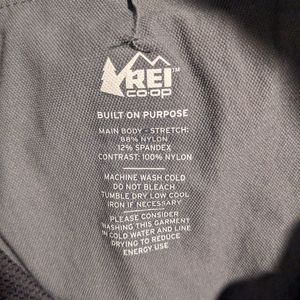 REI™
co·op
BUILT ON PURPOSE
MAIN BODY - STRETCH:
88% NYLON
12% SPANDEX
CONTRAST: 100% NYLON
MACHINE WASH COLD
DO NOT BLEACH
TUMBLE DRY LOW COOL
IRON IF NECESSARY
PLEASE CONSIDER
WASHING THIS GARMENT
IN COLD WATER AND LINE
DRYING TO REDUCE
ENERGY USE